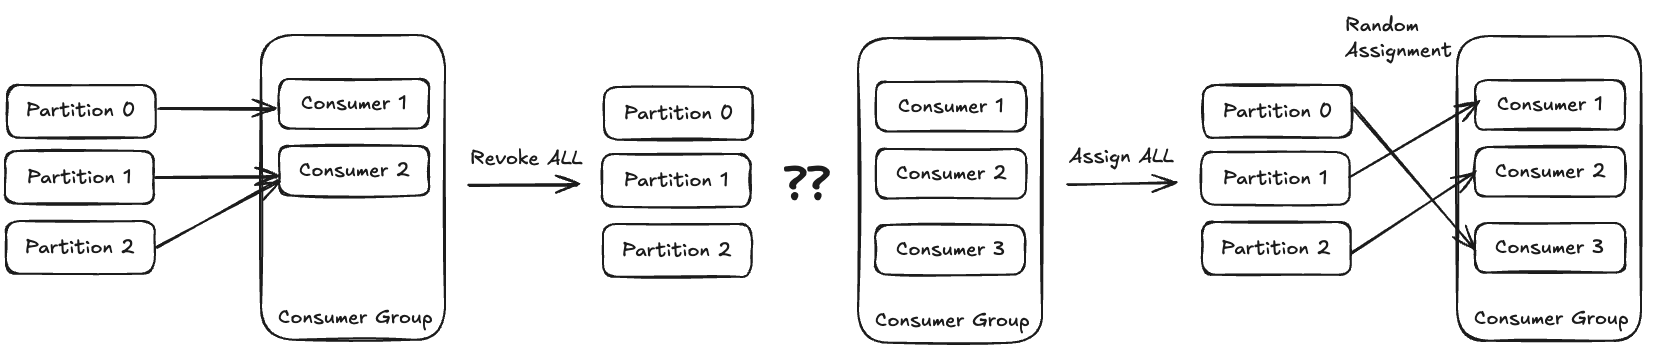 Partition 0
Partition 1
Partition 2
Consumer 1
Consumer 2
Consumer Group
Revoke ALL
Partition 0
Partition 1
Partition 2
??
Consumer 1
Consumer 2
Consumer 3
Consumer Group
Assign ALL
Random
Assignment
Partition 0
Partition 1
Partition 2
Consumer 1
Consumer 2
Consumer 3
Consumer Group